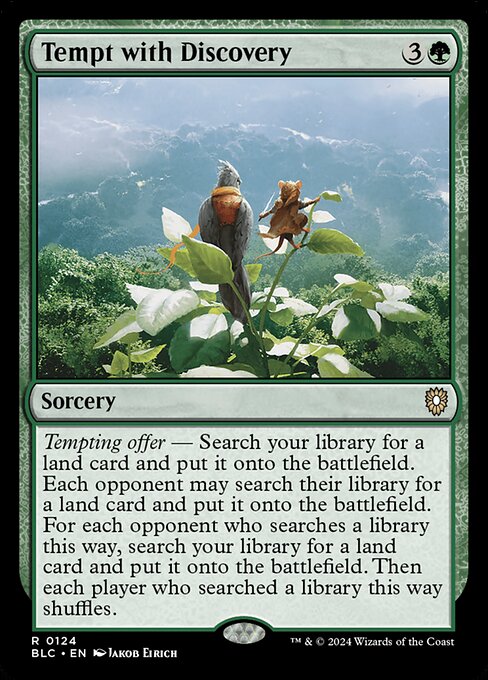 Tempt with Discovery 3
Sorcery
Tempting offer — Search your library for a
land card and put it onto the battlefield.
Each opponent may search their library for
a land card and put it onto the battlefield.
For each opponent who searches a library
this way, search your library for a land
card and put it onto the battlefield. Then
each player who searched a library this way
shuffles.
R 0124
BLC • EN Jakob Eirich
™ & © 2024 Wizards of the Coast